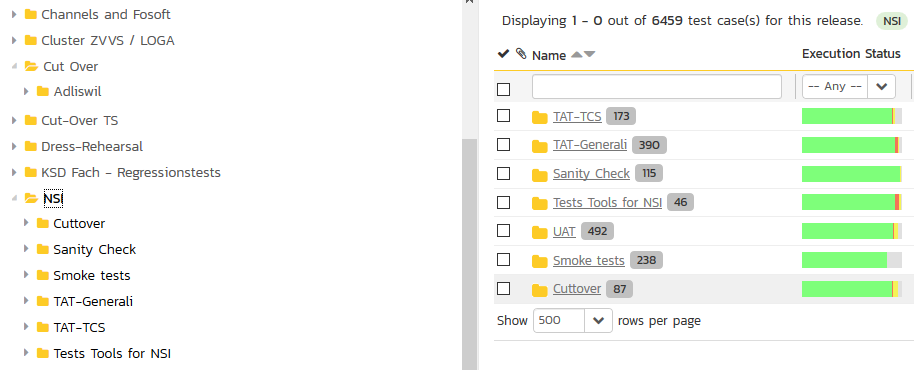 Channels and Fosoft
Cluster ZVVS / LOGA
Cut Over
Adliswil
Cut-Over TS
Dress-Rehearsal
KSD Fach - Regressionstests
NSI
Cuttover
Sanity Check
Smoke tests
TAT-Generali
TAT-TCS
Tests Tools for NSI
Displaying 1 - 0 out of 6459 test case(s) for this release. NSI
Name Execution Status
-- Any --
TAT-TCS 173
TAT-Generali 390
Sanity Check 115
Tests Tools for NSI 46
UAT 492
Smoke tests 238
Cuttover 87
Show 500 rows per page